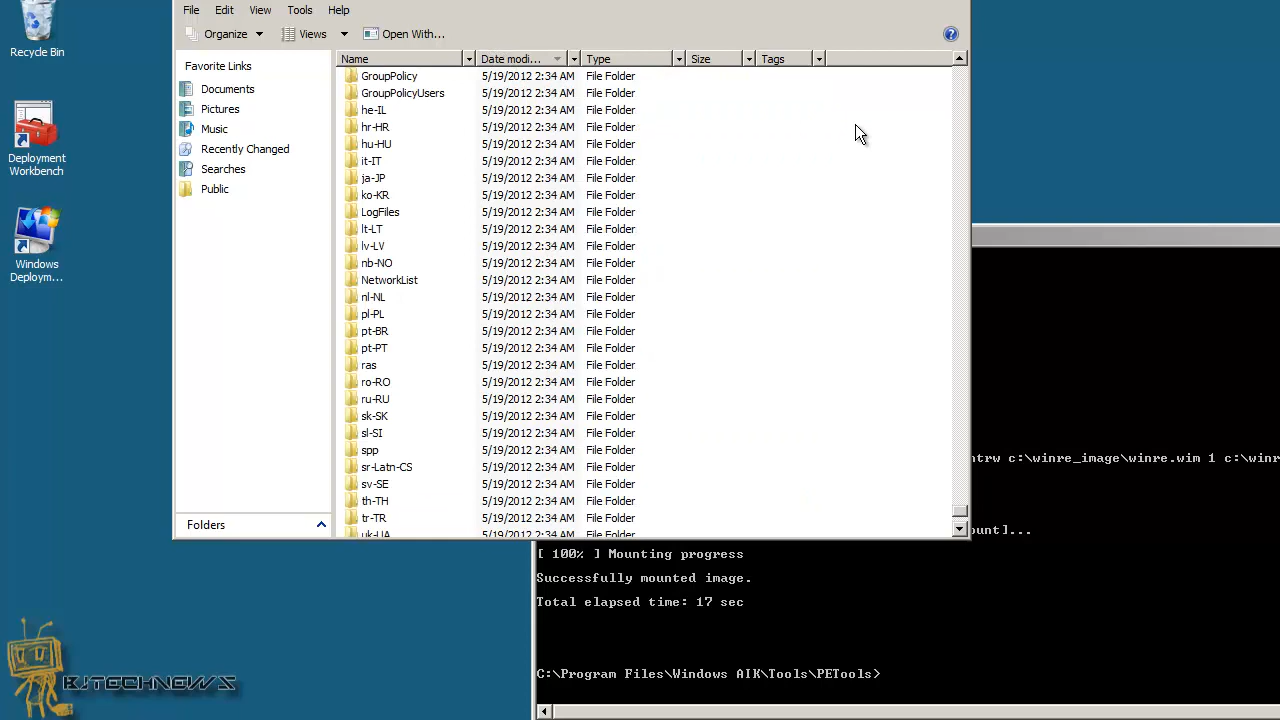 File Edit View Tools Help
Organize Views Open With...
Recycle Bin
Deployment
Workbench
Windows
Deploym...
Favorite Links
Documents
Pictures
Music
Recently Changed
Searches
Public
Folders
Name Date modi... Type Size Tags
GroupPolicy 5/19/2012 2:34 AM File Folder
GroupPolicyUsers 5/19/2012 2:34 AM File Folder
he-IL 5/19/2012 2:34 AM File Folder
hr-HR 5/19/2012 2:34 AM File Folder
hu-HU 5/19/2012 2:34 AM File Folder
it-IT 5/19/2012 2:34 AM File Folder
ja-JP 5/19/2012 2:34 AM File Folder
ko-KR 5/19/2012 2:34 AM File Folder
LogFiles 5/19/2012 2:34 AM File Folder
lt-LT 5/19/2012 2:34 AM File Folder
lv-LV 5/19/2012 2:34 AM File Folder
nb-NO 5/19/2012 2:34 AM File Folder
NetworkList 5/19/2012 2:34 AM File Folder
nl-NL 5/19/2012 2:34 AM File Folder
pl-PL 5/19/2012 2:34 AM File Folder
pt-BR 5/19/2012 2:34 AM File Folder
pt-PT 5/19/2012 2:34 AM File Folder
ras 5/19/2012 2:34 AM File Folder
ro-RO 5/19/2012 2:34 AM File Folder
ru-RU 5/19/2012 2:34 AM File Folder
sk-SK 5/19/2012 2:34 AM File Folder
sl-SI 5/19/2012 2:34 AM File Folder
spp 5/19/2012 2:34 AM File Folder
sr-Latn-CS 5/19/2012 2:34 AM File Folder
sv-SE 5/19/2012 2:34 AM File Folder
th-TH 5/19/2012 2:34 AM File Folder
tr-TR 5/19/2012 2:34 AM File Folder
uk-UA 5/19/2012 2:34 AM File Folder
ntrw c:\winre_image\winre.wim 1 c:\winr
ount]...
[ 100% ] Mounting progress
Successfully mounted image.
Total elapsed time: 17 sec
C:\Program Files\Windows AIK\Tools\PETools>
BJTECHNEWS